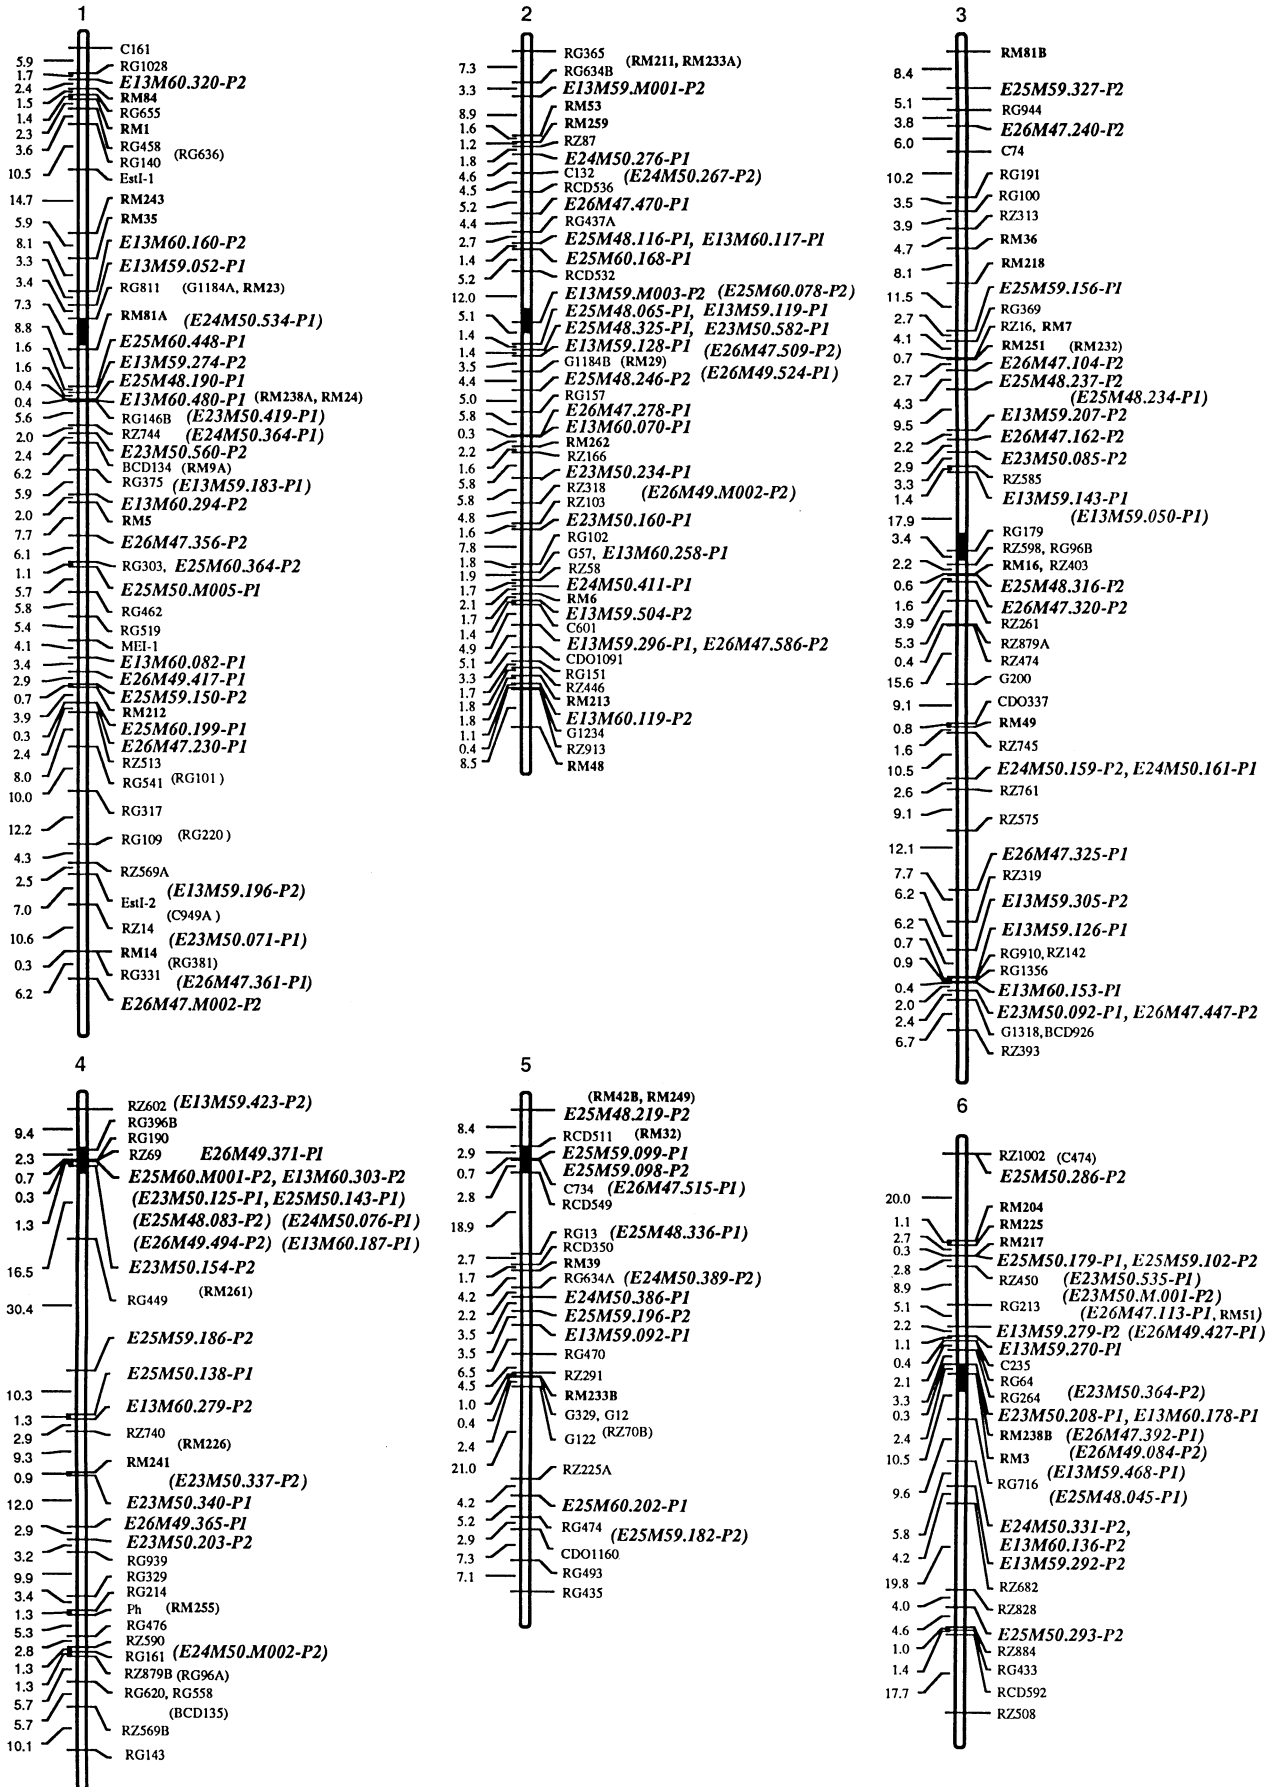 1
C161
5.9
RG1028
1.7
E13M60.320-P2
2.4
RM84
1.5
RG655
1.4
RM1
2.3
RG458
3.6
RG140 (RG636)
10.5
EstI-1
14.7
RM243
RM35
5.9
E13M60.160-P2
8.1
E13M59.052-P1
3.3
RG811 (G1184A, RM23)
3.4
7.3
RM81A (E24M50.534-P1)
8.8
E25M60.448-P1
1.6
E13M59.274-P2
1.6
E25M48.190-P1
0.4
E13M60.480-P1 (RM238A, RM24)
0.4
RG146B (E23M50.419-P1)
5.6
RZ744 (E24M50.364-P1)
2.0
E23M50.560-P2
2.4
BCD134 (RM9A)
6.2
RG375 (E13M59.183-P1)
5.9
E13M60.294-P2
2.0
RM5
7.7
E26M47.356-P2
6.1
RG303, E25M60.364-P2
1.1
E25M50.M005-P1
5.7
RG462
5.8
RG519
5.4
MEI-1
4.1
E13M60.082-P1
3.4
E26M49.417-P1
2.9
E25M59.150-P2
0.7
RM212
3.9
E25M60.199-P1
0.3
E26M47.230-P1
2.4
RZ513
8.0
RG541 (RG101)
10.0
RG317
12.2
RG109 (RG220)
4.3
RZ569A
2.5
(E13M59.196-P2)
EstI-2
7.0
(C949A)
RZ14
10.6
(E23M50.071-P1)
RM14
0.3
(RG381)
RG331
6.2
(E26M47.361-P1)
E26M47.M002-P2
2
RG365
(RM211, RM233A)
7.3
RG634B
3.3
E13M59.M001-P2
RM53
8.9
RM259
1.6
RZ87
1.2
E24M50.276-P1
1.8
C132 (E24M50.267-P2)
4.6
RCD536
4.5
E26M47.470-P1
5.2
RG437A
4.4
E25M48.116-P1, E13M60.117-P1
2.7
E25M60.168-P1
1.4
RCD532
5.2
E13M59.M003-P2 (E25M60.078-P2)
12.0
E25M48.065-P1, E13M59.119-P1
5.1
E25M48.325-P1, E23M50.582-P1
1.4
E13M59.128-P1 (E26M47.509-P2)
1.4
G1184B (RM29)
3.5
E25M48.246-P2 (E26M49.524-P1)
4.4
RG157
5.0
E26M47.278-P1
5.8
E13M60.070-P1
0.3
RM262
2.2
RZ166
1.6
E23M50.234-P1
5.8
RZ318 (E26M49.M002-P2)
5.8
RZ103
4.8
E23M50.160-P1
1.6
RG102
7.8
G57, E13M60.258-P1
1.8
RZ58
1.9
E24M50.411-P1
1.7
RM6
2.1
E13M59.504-P2
1.7
C601
1.4
E13M59.296-P1, E26M47.586-P2
4.9
CDO1091
5.1
RG151
3.3
RZ446
1.7
RM213
1.8
E13M60.119-P2
1.8
G1234
1.1
RZ913
0.4
RM48
8.5
3
RM81B
8.4
E25M59.327-P2
5.1
RG944
3.8
E26M47.240-P2
6.0
C74
10.2
RG191
RG100
3.5
RZ313
3.9
RM36
4.7
RM218
8.1
E25M59.156-P1
11.5
RG369
2.7
RZ16, RM7
4.1
RM251 (RM232)
0.7
E26M47.104-P2
2.7
E25M48.237-P2
(E25M48.234-P1)
4.3
E13M59.207-P2
9.5
E26M47.162-P2
2.2
E23M50.085-P2
2.9
RZ585
3.3
E13M59.143-P1
1.4
(E13M59.050-P1)
17.9
RG179
3.4
RZ598, RG96B
2.2
RM16, RZ403
0.6
E25M48.316-P2
1.6
E26M47.320-P2
3.9
RZ261
5.3
RZ879A
0.4
RZ474
15.6
G200
9.1
CDO337
0.8
RM49
1.6
RZ745
10.5
E24M50.159-P2, E24M50.161-P1
2.6
RZ761
9.1
RZ575
12.1
E26M47.325-P1
7.7
RZ319
6.2
E13M59.305-P2
6.2
E13M59.126-P1
0.7
RG910, RZ142
0.9
RG1356
0.4
E13M60.153-P1
2.0
E23M50.092-P1, E26M47.447-P2
2.4
G1318, BCD926
6.7
RZ393
4
RZ602 (E13M59.423-P2)
RG396B
9.4
RG190
2.3
RZ69 E26M49.371-P1
0.7
E25M60.M001-P2, E13M60.303-P2
0.3
(E23M50.125-P1, E25M50.143-P1)
1.3
(E25M48.083-P2) (E24M50.076-P1)
(E26M49.494-P2) (E13M60.187-P1)
16.5
E23M50.154-P2
(RM261)
30.4
RG449
E25M59.186-P2
E25M50.138-P1
10.3
E13M60.279-P2
1.3
RZ740
2.9
(RM226)
9.3
RM241
0.9
(E23M50.337-P2)
12.0
E23M50.340-P1
E26M49.365-P1
2.9
E23M50.203-P2
3.2
RG939
9.9
RG329
3.4
RG214
1.3
Ph (RM255)
5.3
RG476
RZ590
2.8
RG161 (E24M50.M002-P2)
1.3
RZ879B (RG96A)
1.3
RG620, RG558
5.7
(BCD135)
5.7
RZ569B
10.1
RG143
5
(RM42B, RM249)
E25M48.219-P2
8.4
RCD511 (RM32)
2.9
E25M59.099-P1
0.7
E25M59.098-P2
C734 (E26M47.515-P1)
2.8
RCD549
18.9
RG13 (E25M48.336-P1)
RCD350
2.7
RM39
1.7
RG634A (E24M50.389-P2)
4.2
E24M50.386-P1
2.2
E25M59.196-P2
3.5
E13M59.092-P1
3.5
RG470
6.5
RZ291
4.5
RM233B
1.0
G329, G12
0.4
(RZ70B)
2.4
G122
21.0
RZ225A
4.2
E25M60.202-P1
5.2
RG474 (E25M59.182-P2)
2.9
CDO1160
7.3
RG493
7.1
RG435
6
RZ1002 (C474)
E25M50.286-P2
20.0
RM204
1.1
RM225
2.7
RM217
0.3
E25M50.179-P1, E25M59.102-P2
2.8
RZ450 (E23M50.535-P1)
8.9
(E23M50.M.001-P2)
5.1
RG213
(E26M47.113-P1, RM51)
2.2
E13M59.279-P2 (E26M49.427-P1)
1.1
E13M59.270-P1
0.4
C235
2.1
RG64
3.3
RG264 (E23M50.364-P2)
0.3
E23M50.208-P1, E13M60.178-P1
2.4
RM238B (E26M47.392-P1)
10.5
RM3 (E26M49.084-P2)
(E13M59.468-P1)
9.6
RG716
(E25M48.045-P1)
5.8
E24M50.331-P2,
E13M60.136-P2
4.2
E13M59.292-P2
19.8
RZ682
4.0
RZ828
4.6
E25M50.293-P2
1.0
RZ884
1.4
RG433
17.7
RCD592
RZ508